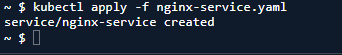 ~ $ kubectl apply -f nginx-service.yaml
service/nginx-service created
~ $